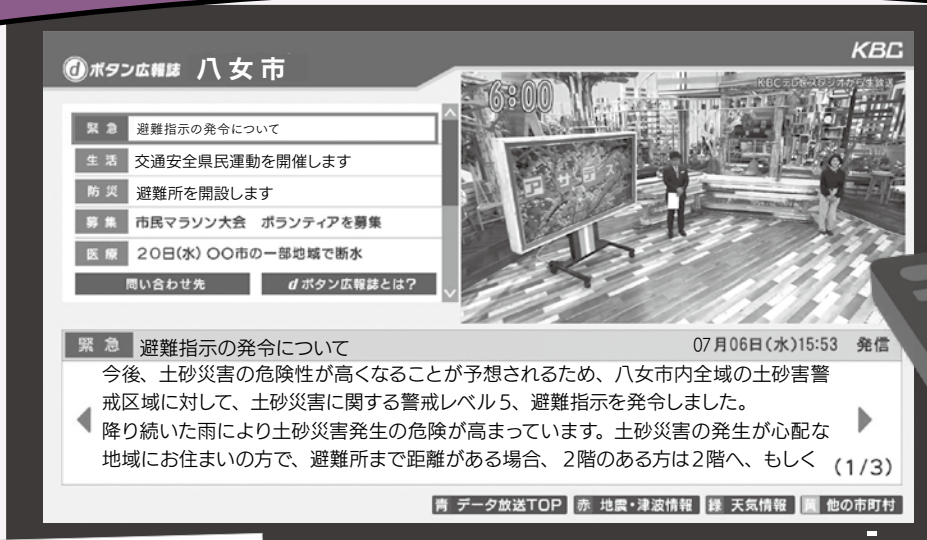 KBC
dボタン広報誌 八女市
緊急 避難指示の発令について
生活 交通安全県民運動を開催します
防災 避難所を開設します
募集 市民マラソン大会 ボランティアを募集
医療 20日(水)〇〇市の一部地域で断水
問い合わせ先 dボタン広報誌とは?
6:00
KBCテレビスタジオから生放送
アサデス
緊急 避難指示の発令について 07月06日(水)15:53 発信
今後、土砂災害の危険性が高くなることが予想されるため、八女市内全域の土砂害警
戒区域に対して、土砂災害に関する警戒レベル5、避難指示を発令しました。
降り続いた雨により土砂災害発生の危険が高まっています。土砂災害の発生が心配な
地域にお住まいの方で、避難所まで距離がある場合、2階のある方は2階へ、もしく
(1/3)
青 データ放送TOP 赤 地震・津波情報 緑 天気情報 黄 他の市町村